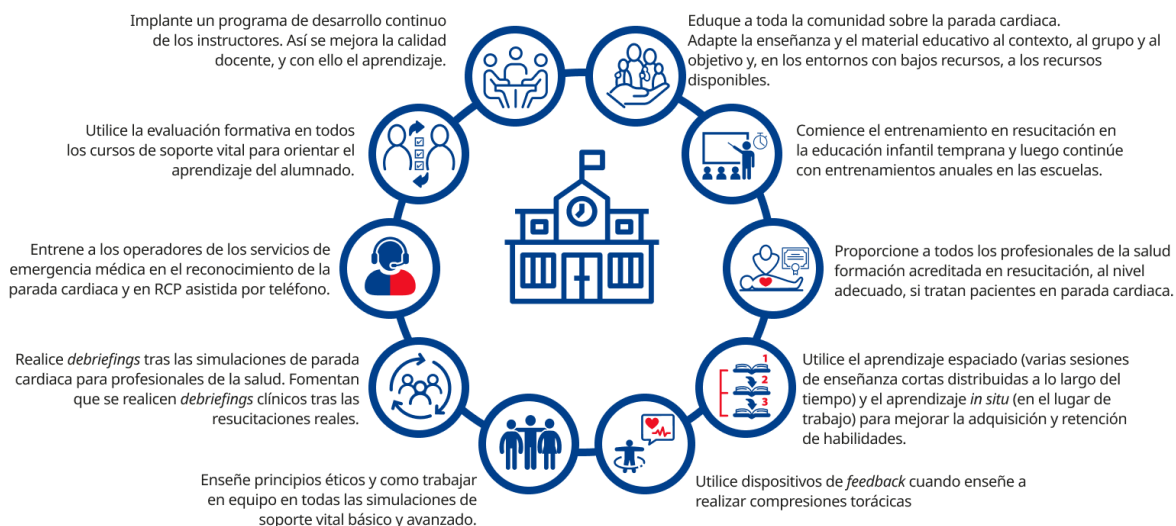 Implante un programa de desarrollo continuo
de los instructores. Así se mejora la calidad
docente, y con ello el aprendizaje.
Eduque a toda la comunidad sobre la parada cardiaca.
Adapte la enseñanza y el material educativo al contexto, al grupo y al
objetivo y, en los entornos con bajos recursos, a los recursos
disponibles.
Utilice la evaluación formativa en todos
los cursos de soporte vital para orientar el
aprendizaje del alumnado.
Comience el entrenamiento en resucitación en
la educación infantil temprana y luego continúe
con entrenamientos anuales en las escuelas.
Entrene a los operadores de los servicios de
emergencia médica en el reconocimiento de la
parada cardiaca y en RCP asistida por teléfono.
Proporcione a todos los profesionales de la salud
formación acreditada en resucitación, al nivel
adecuado, si tratan pacientes en parada cardiaca.
Realice debriefings tras las simulaciones de parada
cardiaca para profesionales de la salud. Fomentan
que se realicen debriefings clínicos tras las
resucitaciones reales.
1
2
3
Utilice el aprendizaje espaciado (varias sesiones
de enseñanza cortas distribuidas a lo largo del
tiempo) y el aprendizaje in situ (en el lugar de
trabajo) para mejorar la adquisición y retención
de habilidades.
Enseñe principios éticos y como trabajar
en equipo en todas las simulaciones de
soporte vital básico y avanzado.
Utilice dispositivos de feedback cuando enseñe a
realizar compresiones torácicas